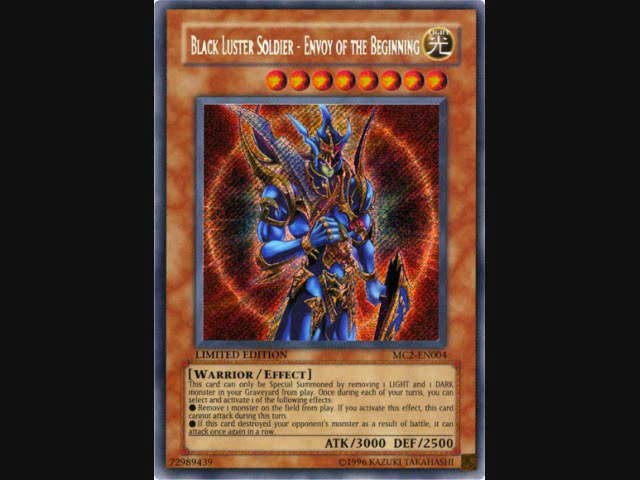 BLACK LUSTER SOLDIER - ENVOY OF THE BEGINNING
LIGHT
光
LIMITED EDITION
MC2-EN004
[WARRIOR/EFFECT]
This card can only be Special Summoned by removing 1 LIGHT and 1 DARK
monster in your Graveyard from play. Once during each of your turns, you can
select and activate 1 of the following effects:
●Remove 1 monster on the field from play. If you activate this effect, this card
cannot attack during this turn.
●If this card destroyed your opponent's monster as a result of battle, it can
attack once again in a row.
ATK/3000 DEF/2500
72989439
©1996 KAZUKI TAKAHASHI